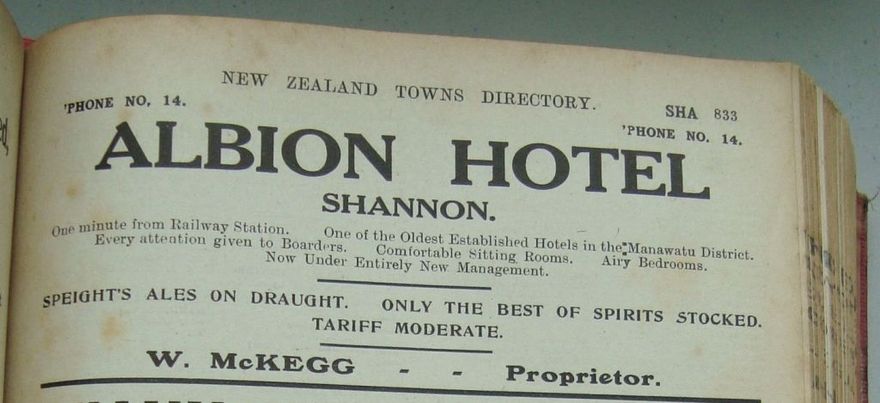 NEW ZEALAND TOWNS DIRECTORY. SHA 833
'PHONE NO. 14. 'PHONE NO. 14.
ALBION HOTEL
SHANNON.
One minute from Railway Station. One of the Oldest Established Hotels in the Manawatu District.
Every attention given to Boarders. Comfortable Sitting Rooms. Airy Bedrooms.
Now Under Entirely New Management.
SPEIGHT'S ALES ON DRAUGHT. ONLY THE BEST OF SPIRITS STOCKED.
TARIFF MODERATE.
W. McKEGG - - Proprietor.